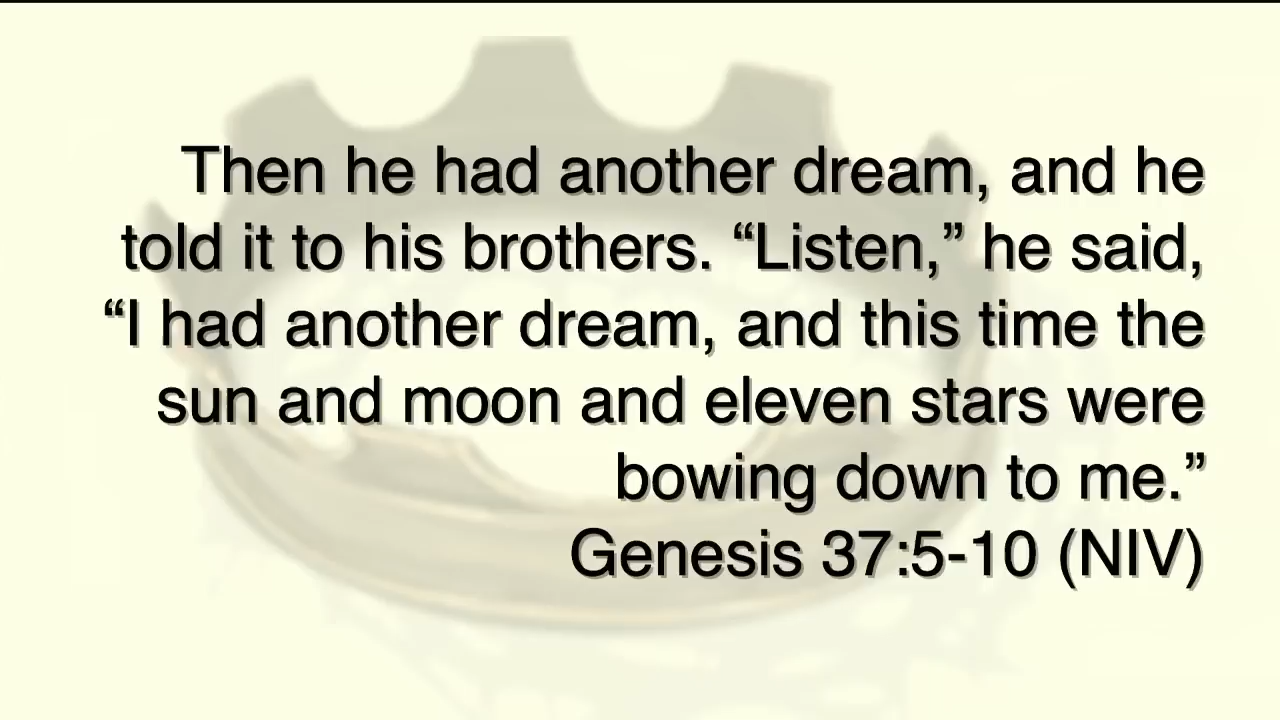 Then he had another dream, and he
told it to his brothers. “Listen,” he said,
“I had another dream, and this time the
sun and moon and eleven stars were
bowing down to me.”
Genesis 37:5-10 (NIV)